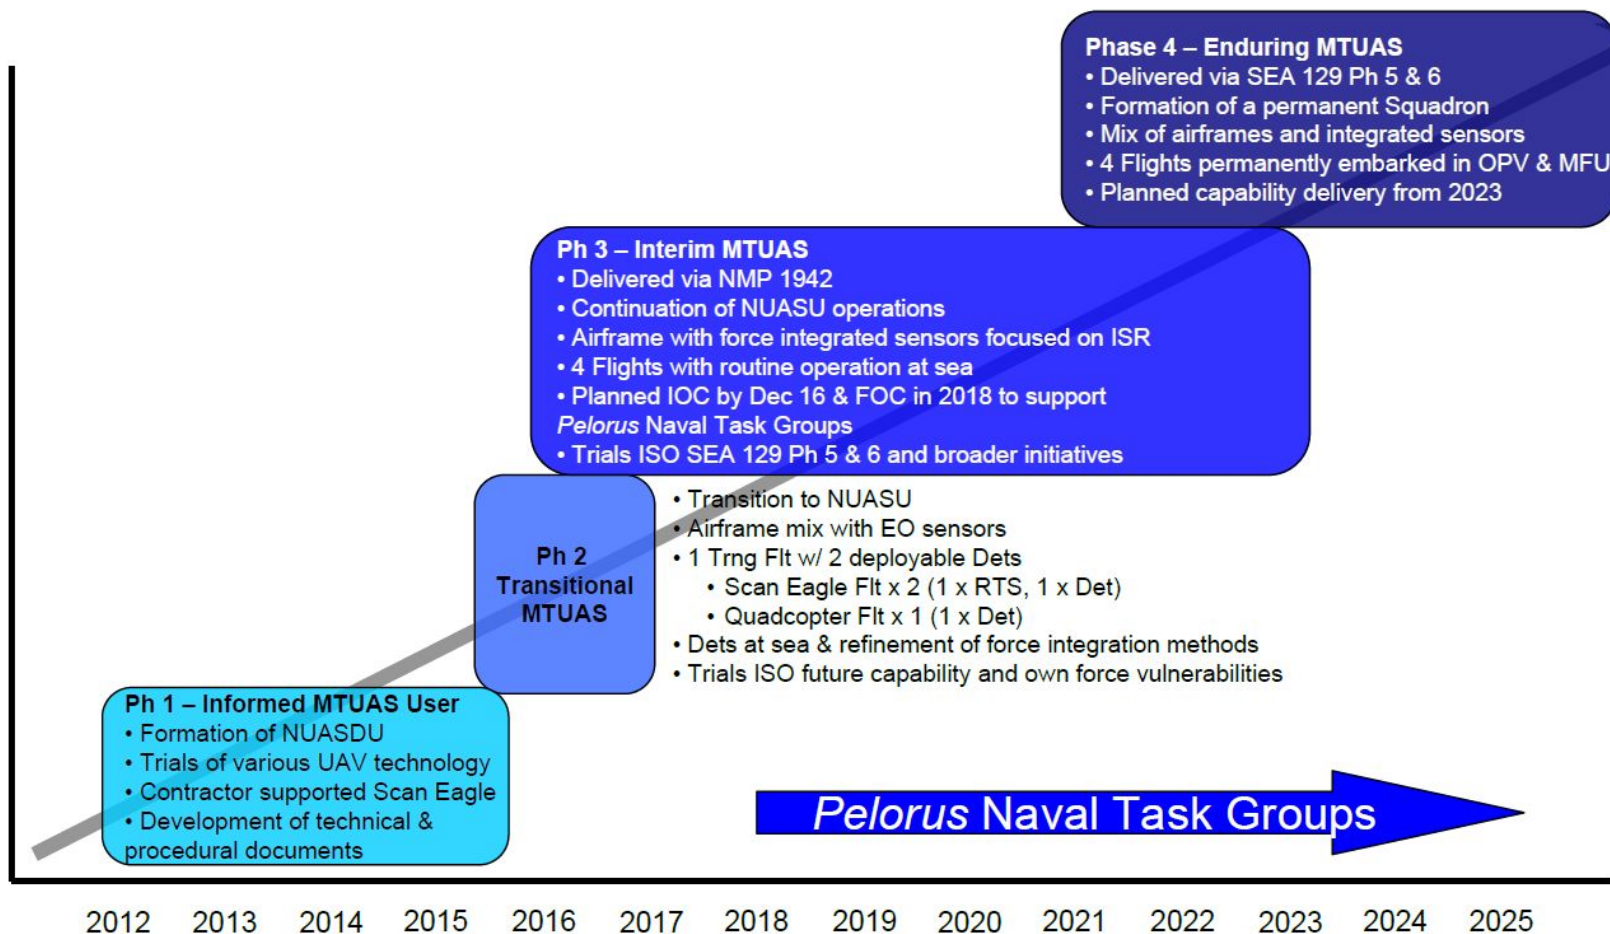 Phase 4 – Enduring MTUAS
• Delivered via SEA 129 Ph 5 & 6
• Formation of a permanent Squadron
• Mix of airframes and integrated sensors
• 4 Flights permanently embarked in OPV & MFU
• Planned capability delivery from 2023
Ph 3 – Interim MTUAS
• Delivered via NMP 1942
• Continuation of NUASU operations
• Airframe with force integrated sensors focused on ISR
• 4 Flights with routine operation at sea
• Planned IOC by Dec 16 & FOC in 2018 to support
Pelorus Naval Task Groups
• Trials ISO SEA 129 Ph 5 & 6 and broader initiatives
Ph 2
Transitional
MTUAS
• Transition to NUASU
• Airframe mix with EO sensors
• 1 Trng Flt w/ 2 deployable Dets
• Scan Eagle Flt x 2 (1 x RTS, 1 x Det)
• Quadcopter Flt x 1 (1 x Det)
• Dets at sea & refinement of force integration methods
• Trials ISO future capability and own force vulnerabilities
Ph 1 – Informed MTUAS User
• Formation of NUASDU
• Trials of various UAV technology
• Contractor supported Scan Eagle
• Development of technical &
procedural documents
Pelorus Naval Task Groups
2012 2013 2014 2015 2016 2017 2018 2019 2020 2021 2022 2023 2024 2025